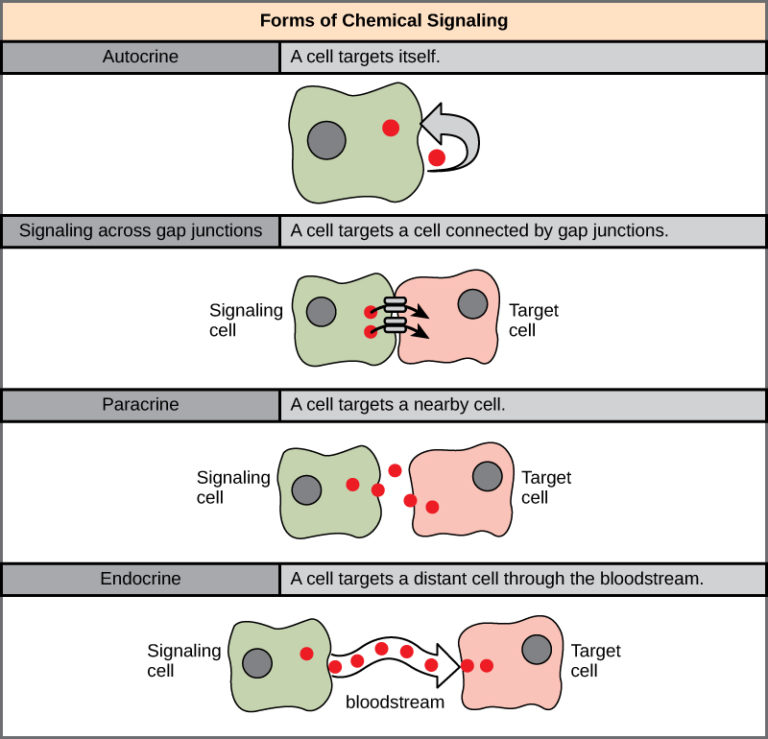 Forms of Chemical Signaling
Autocrine
A cell targets itself.
Signaling across gap junctions
A cell targets a cell connected by gap junctions.
Signaling
cell
Target
cell
Paracrine
A cell targets a nearby cell.
Signaling
cell
Target
cell
Endocrine
A cell targets a distant cell through the bloodstream.
Signaling
cell
Target
cell
bloodstream